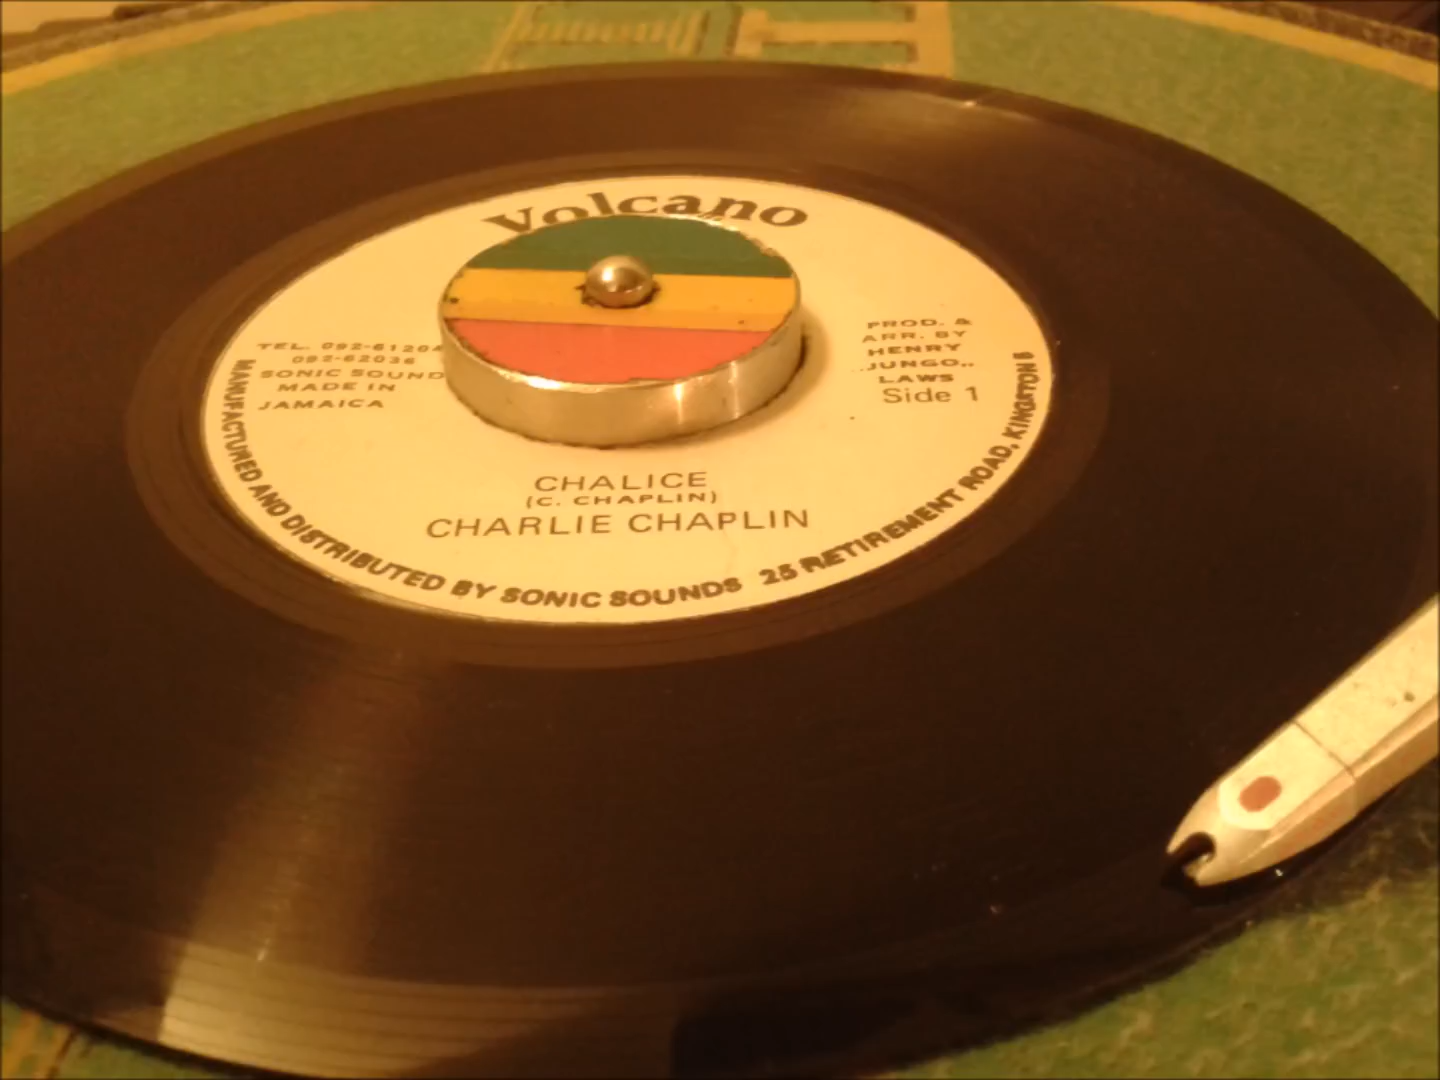 Volcano
TEL. 092-61204
092-62036
SONIC SOUND
MADE IN
JAMAICA
PROD. &
ARR. BY
HENRY
"JUNGO"
LAWS
Side 1
CHALICE
(C. CHAPLIN)
CHARLIE CHAPLIN
MANUFACTURED AND DISTRIBUTED BY SONIC SOUNDS 25 RETIREMENT ROAD, KINGSTON 5